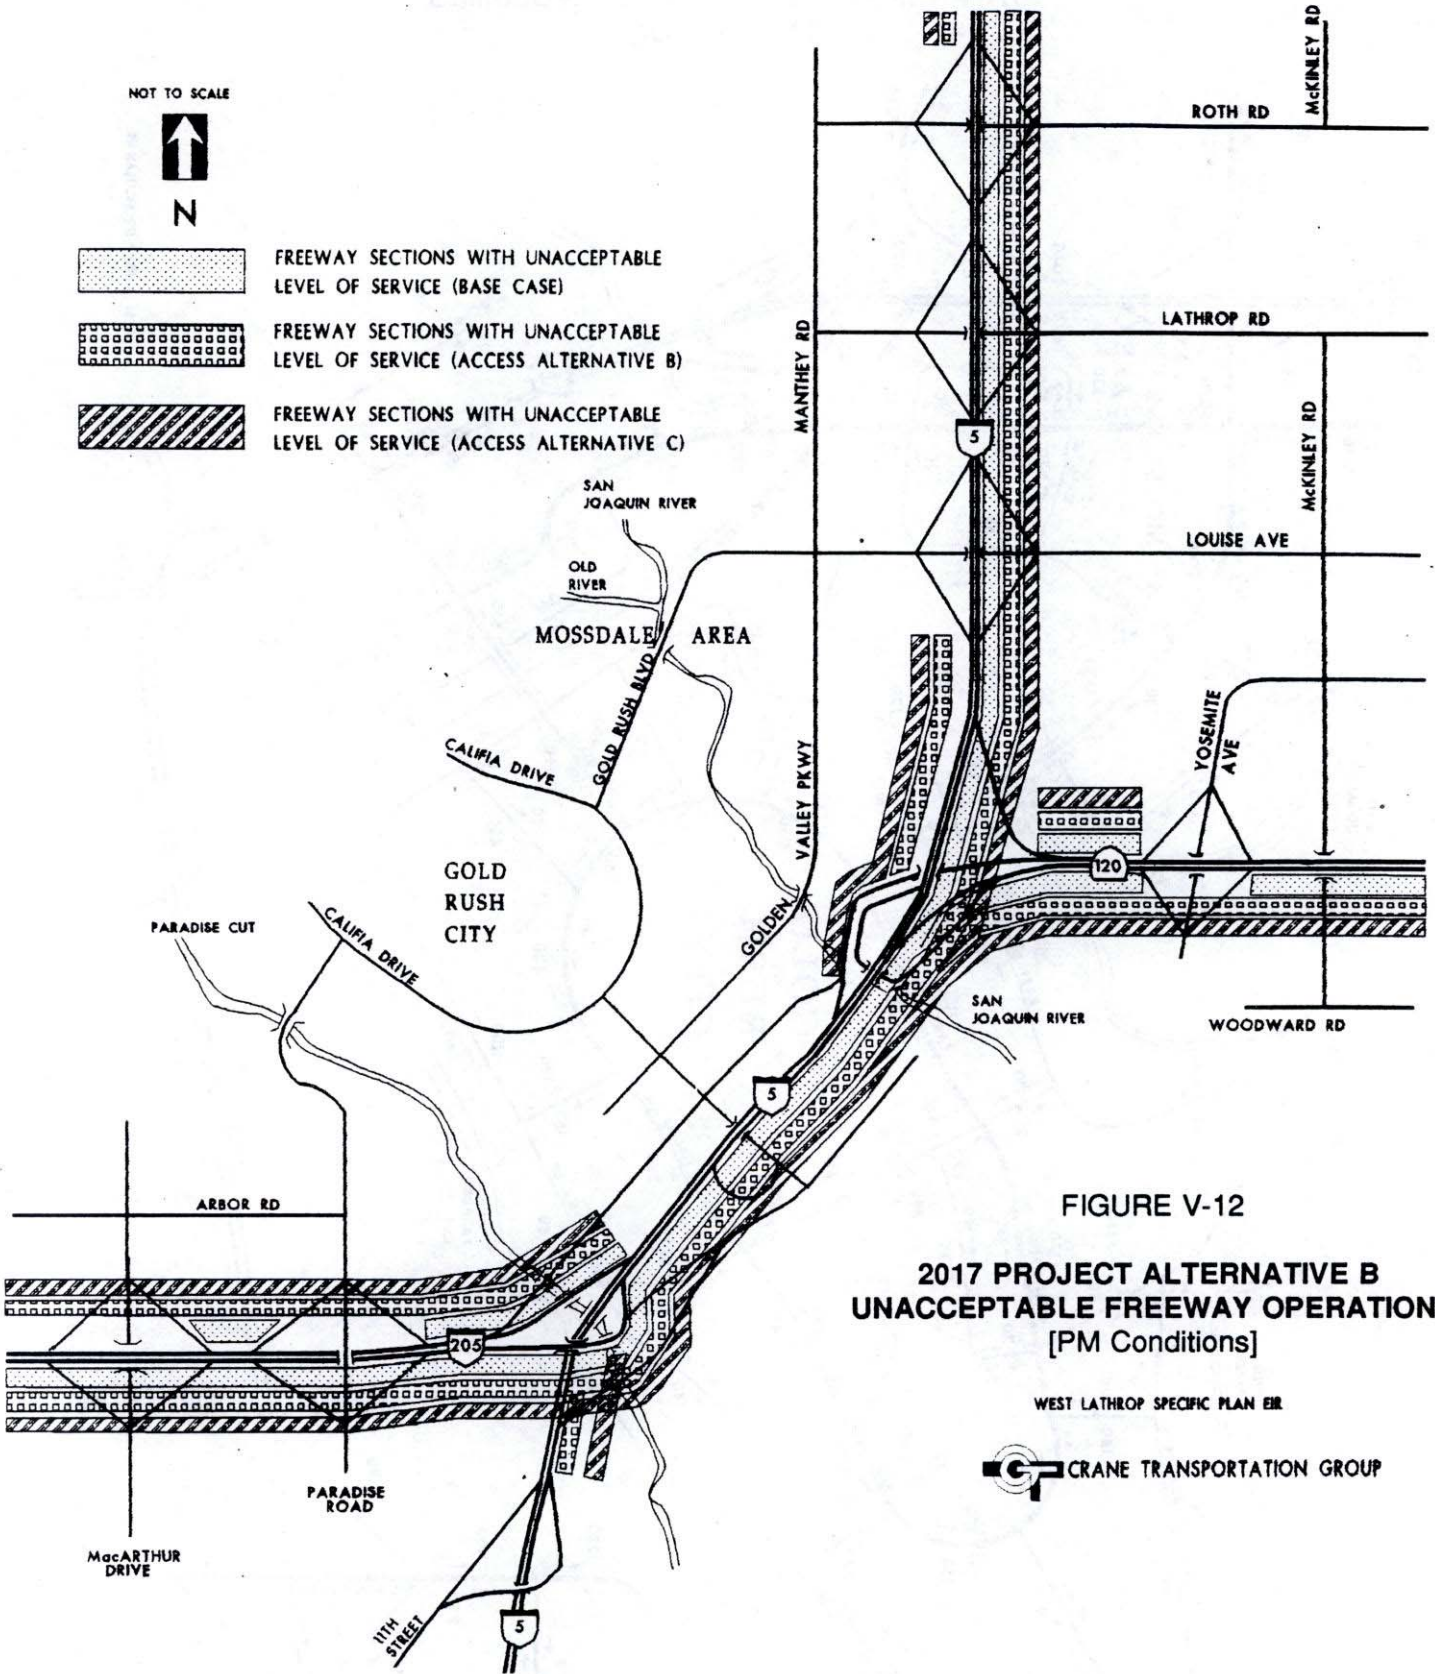 NOT TO SCALE
N
FREEWAY SECTIONS WITH UNACCEPTABLE
LEVEL OF SERVICE (BASE CASE)
FREEWAY SECTIONS WITH UNACCEPTABLE
LEVEL OF SERVICE (ACCESS ALTERNATIVE B)
FREEWAY SECTIONS WITH UNACCEPTABLE
LEVEL OF SERVICE (ACCESS ALTERNATIVE C)
McKINLEY RD
ROTH RD
LATHROP RD
MANTHEY RD
McKINLEY RD
5
SAN
JOAQUIN RIVER
OLD
RIVER
LOUISE AVE
MOSSDALE AREA
GOLD RUSH BLVD
CALIFIA DRIVE
VALLEY PKWY
YOSEMITE
AVE
120
GOLD
RUSH
CITY
GOLDEN
PARADISE CUT
CALIFIA DRIVE
SAN
JOAQUIN RIVER
WOODWARD RD
5
ARBOR RD
205
PARADISE
ROAD
MacARTHUR
DRIVE
11TH
STREET
5
FIGURE V-12
2017 PROJECT ALTERNATIVE B
UNACCEPTABLE FREEWAY OPERATION
[PM Conditions]
WEST LATHROP SPECIFIC PLAN EIR
CRANE TRANSPORTATION GROUP